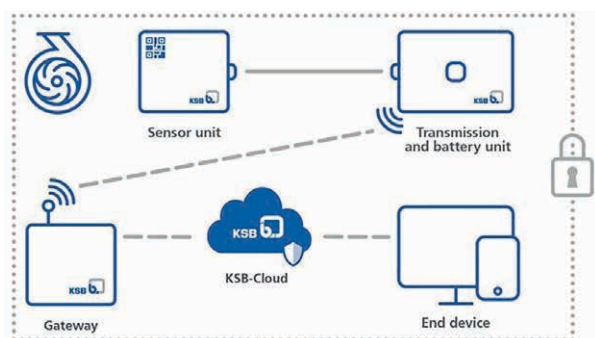 KSB
KSB
Sensor unit
Transmission
and battery unit
KSB
KSB
KSB-Cloud
Gateway
End device